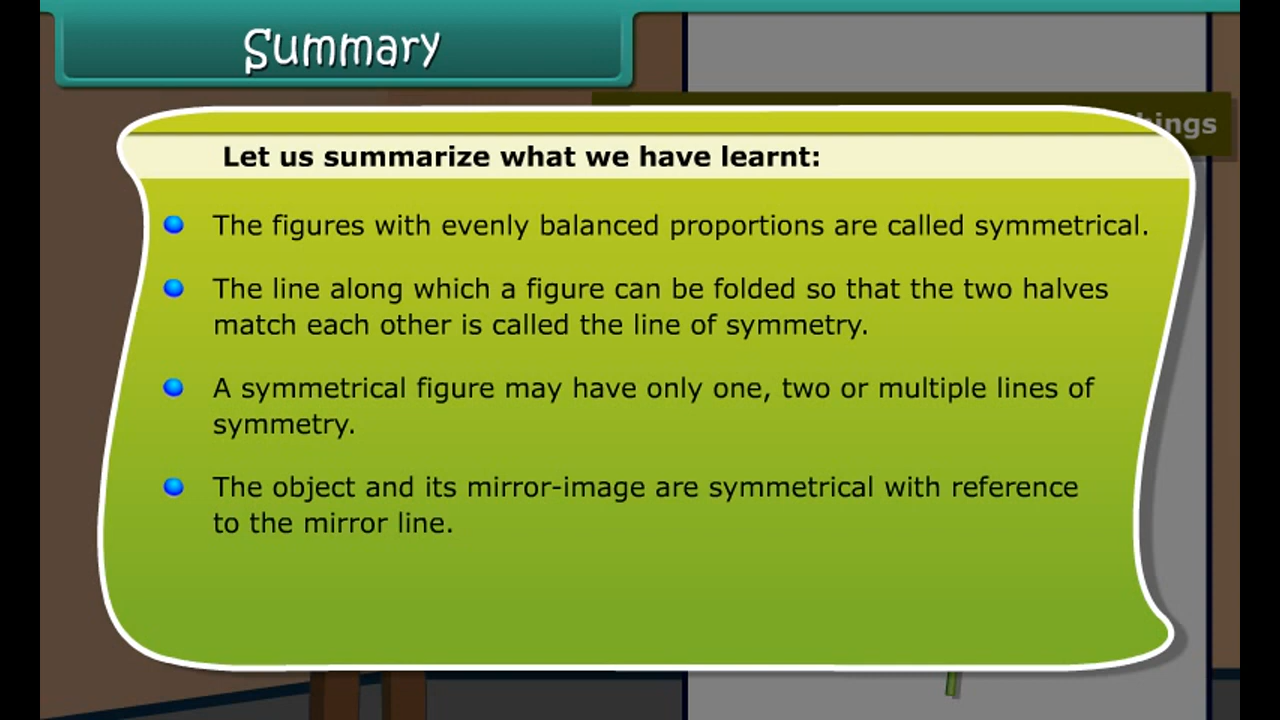 Summary
Let us summarize what we have learnt:
The figures with evenly balanced proportions are called symmetrical.
The line along which a figure can be folded so that the two halves
match each other is called the line of symmetry.
A symmetrical figure may have only one, two or multiple lines of
symmetry.
The object and its mirror-image are symmetrical with reference
to the mirror line.